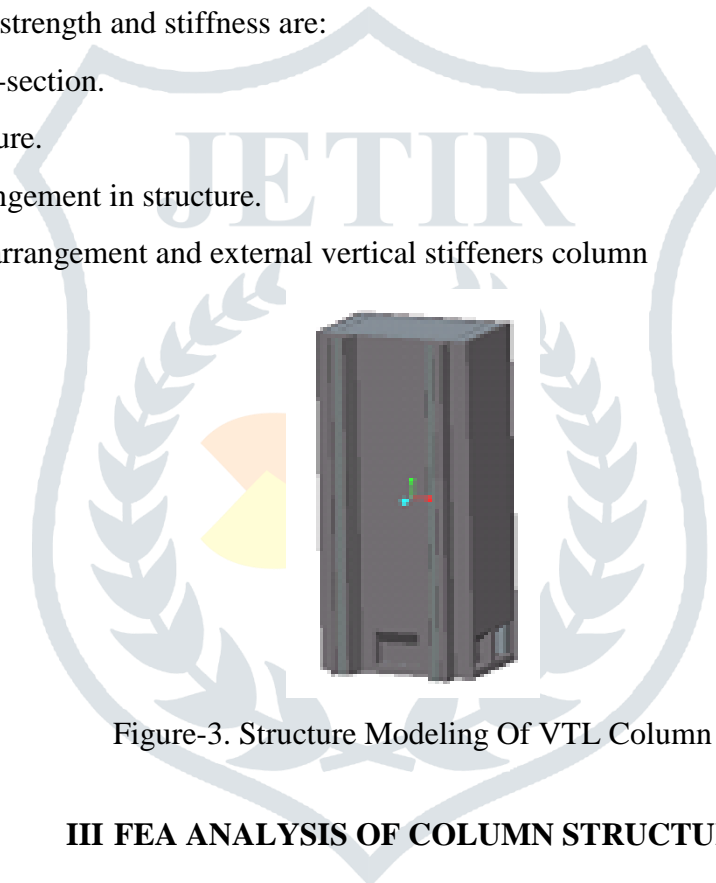 strength and stiffness are:
-section.
ure.
ngement in structure.
arrangement and external vertical stiffeners column
JETIR
Figure-3. Structure Modeling Of VTL Column
III FEA ANALYSIS OF COLUMN STRUCTU